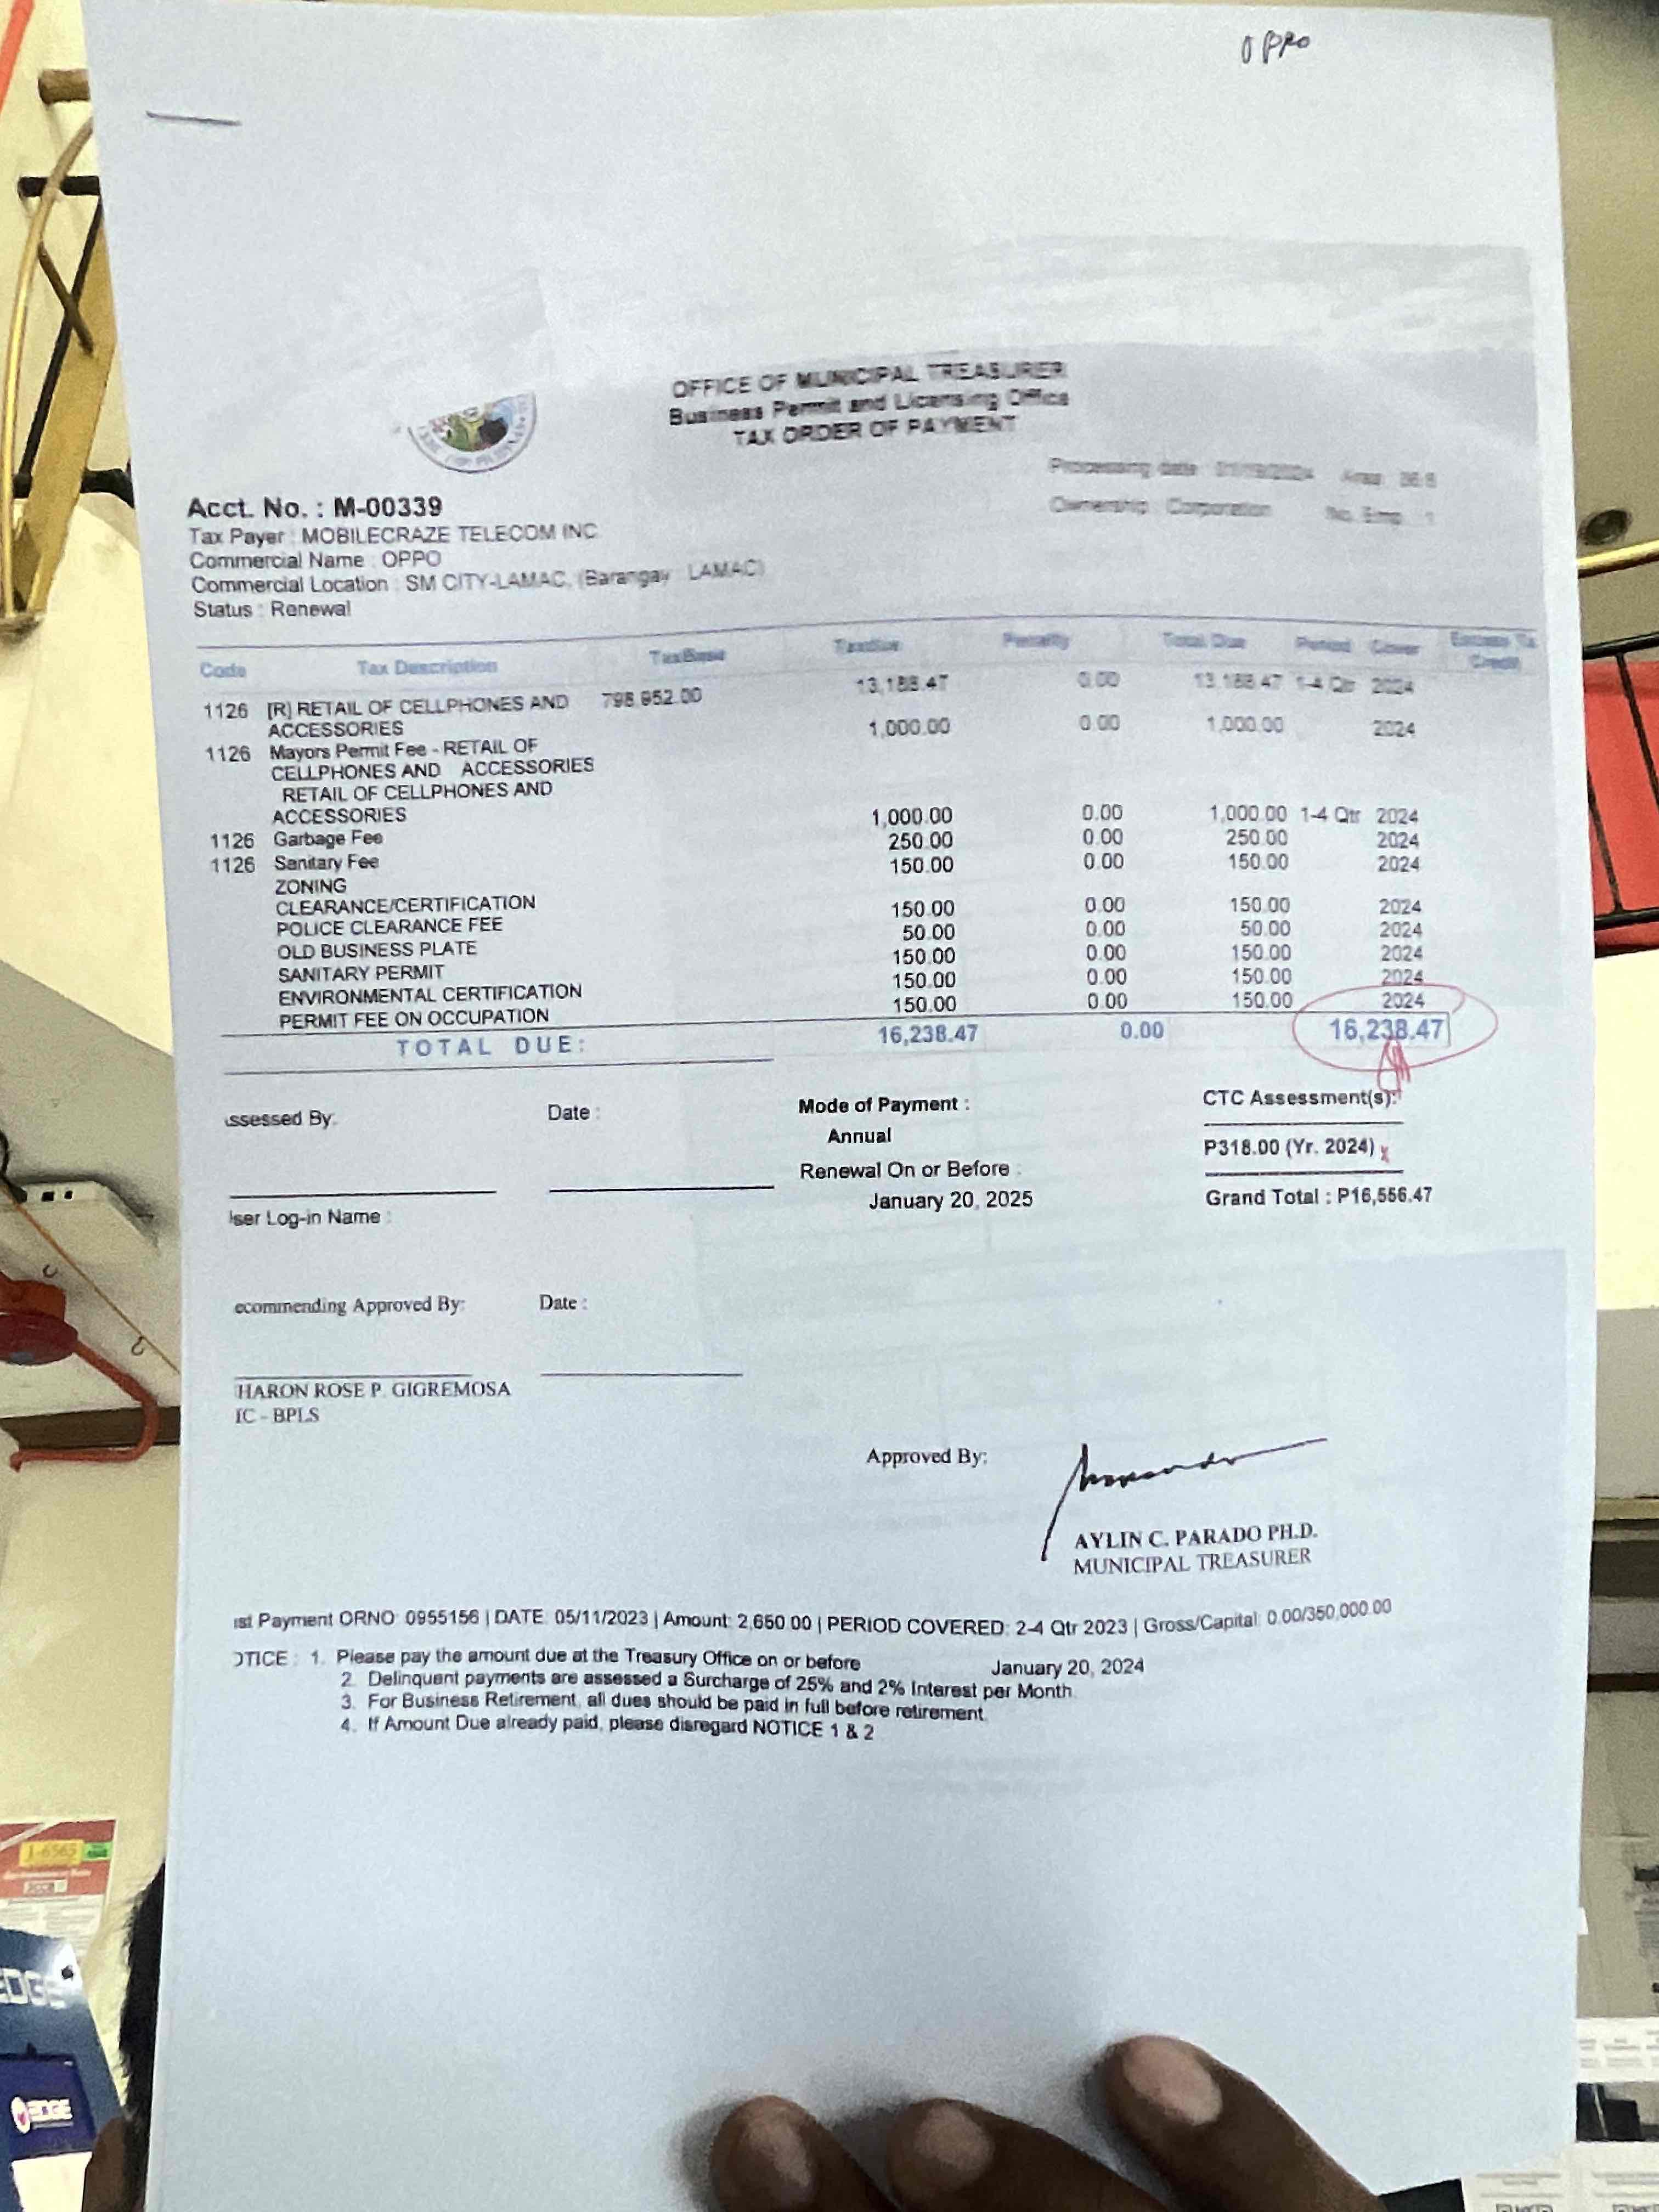 OPPO
OFFICE OF MUNICIPAL TREASURER
Business Permit and Licensing Office
TAX ORDER OF PAYMENT
Processing date : 01/19/2024 Area :
Ownership : Corporation No. Emp. : 1
Acct. No. : M-00339
Tax Payer : MOBILECRAZE TELECOM INC.
Commercial Name : OPPO
Commercial Location : SM CITY-LAMAC, (Barangay : LAMAC)
Status : Renewal
Code Tax Description TaxBase Taxdue Penalty Total Due Period Cover Excess Tx Credit
1126 [R] RETAIL OF CELLPHONES AND 798,952.00 13,188.47 0.00 13,188.47 1-4 Qtr 2024
ACCESSORIES
1126 Mayors Permit Fee - RETAIL OF 1,000.00 0.00 1,000.00 2024
CELLPHONES AND ACCESSORIES
RETAIL OF CELLPHONES AND
ACCESSORIES
1126 Garbage Fee 1,000.00 0.00 1,000.00 1-4 Qtr 2024
1126 Sanitary Fee 250.00 0.00 250.00 2024
ZONING 150.00 0.00 150.00 2024
CLEARANCE/CERTIFICATION
POLICE CLEARANCE FEE 150.00 0.00 150.00 2024
OLD BUSINESS PLATE 50.00 0.00 50.00 2024
SANITARY PERMIT 150.00 0.00 150.00 2024
ENVIRONMENTAL CERTIFICATION 150.00 0.00 150.00 2024
PERMIT FEE ON OCCUPATION 150.00 0.00 150.00 2024
TOTAL DUE: 16,238.47 0.00 16,238.47
ssessed By: Date : Mode of Payment : CTC Assessment(s):
Annual P318.00 (Yr. 2024)
Renewal On or Before :
January 20, 2025 Grand Total : P16,556.47
ser Log-in Name :
ecommending Approved By: Date :
HARON ROSE P. GIGREMOSA
IC - BPLS
Approved By:
AYLIN C. PARADO PH.D.
MUNICIPAL TREASURER
st Payment ORNO: 0955156 | DATE: 05/11/2023 | Amount: 2,650.00 | PERIOD COVERED: 2-4 Qtr 2023 | Gross/Capital: 0.00/350,000.00
OTICE : 1. Please pay the amount due at the Treasury Office on or before January 20, 2024
2. Delinquent payments are assessed a Surcharge of 25% and 2% Interest per Month.
3. For Business Retirement, all dues should be paid in full before retirement.
4. If Amount Due already paid, please disregard NOTICE 1 & 2
J-6565
EDGE
EDGE